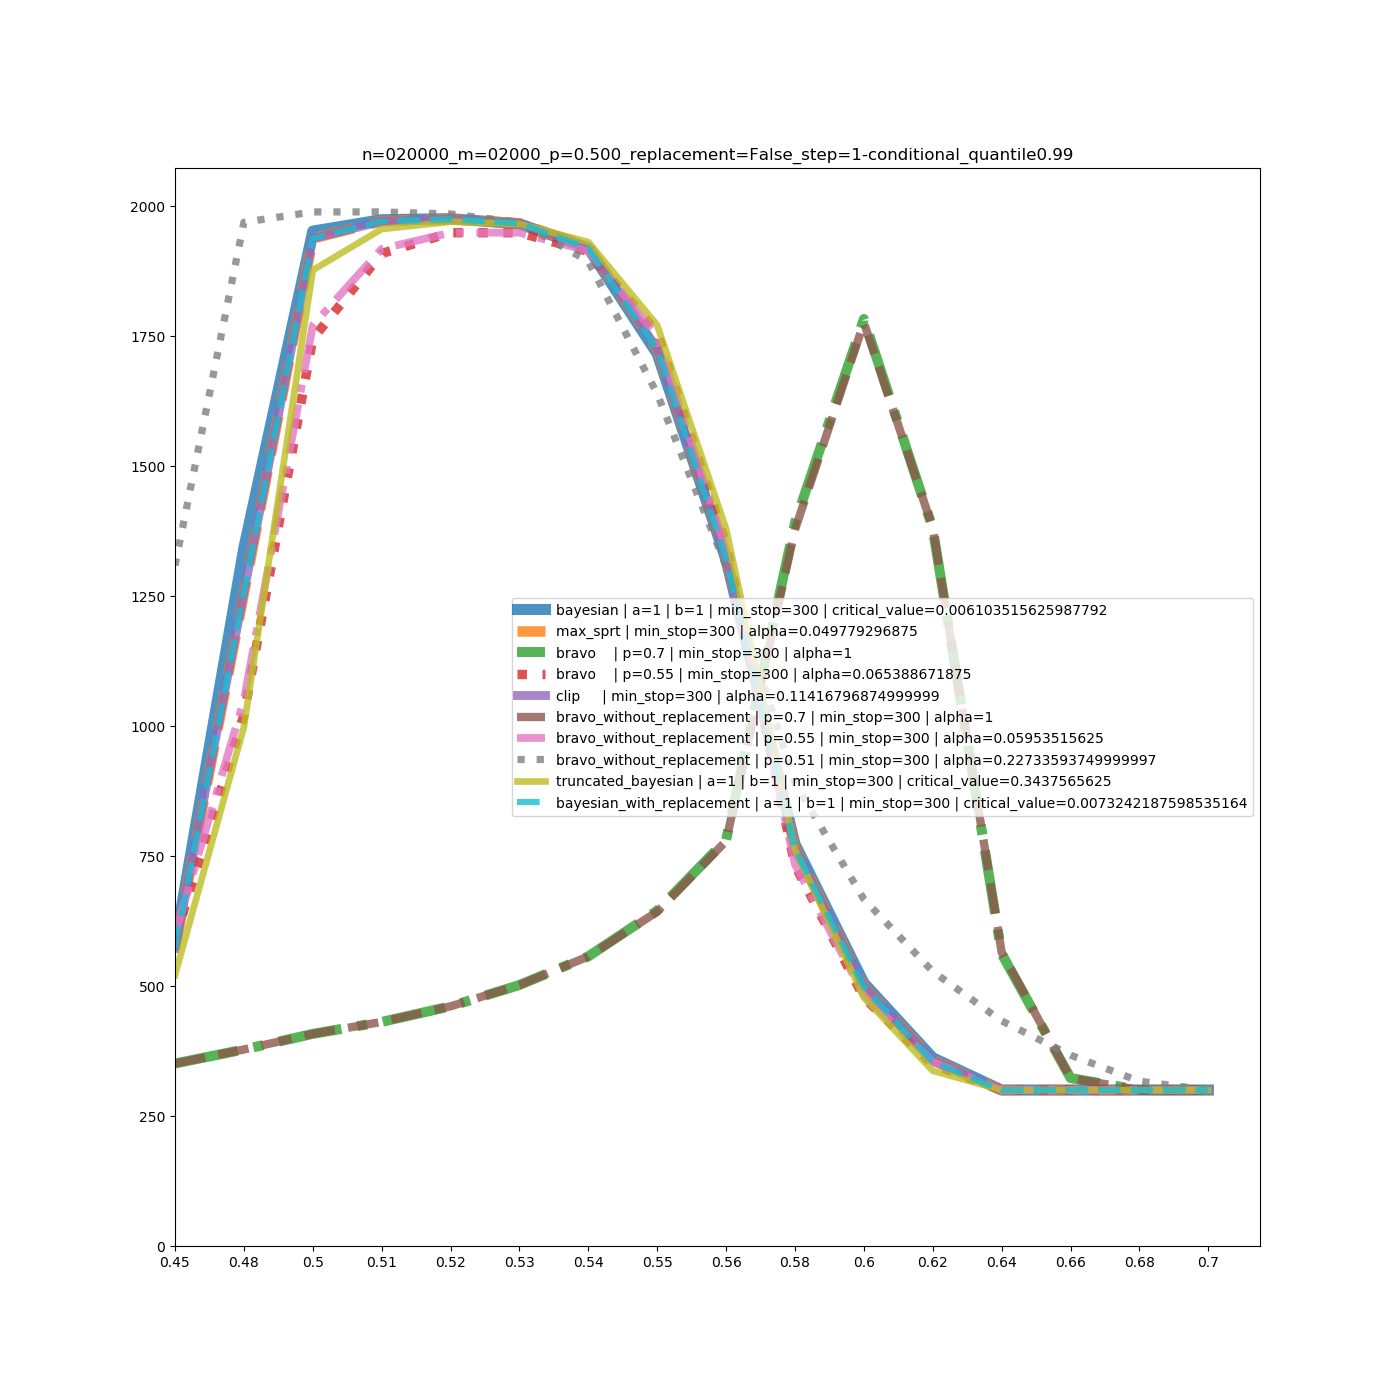 n=020000_m=02000_p=0.500_replacement=False_step=1-conditional_quantile0.99
2000
1750
1500
1250
1000
750
500
250
0
bayesian | a=1 | b=1 | min_stop=300 | critical_value=0.006103515625987792
max_sprt | min_stop=300 | alpha=0.049779296875
bravo    | p=0.7 | min_stop=300 | alpha=1
bravo    | p=0.55 | min_stop=300 | alpha=0.065388671875
clip     | min_stop=300 | alpha=0.11416796874999999
bravo_without_replacement | p=0.7 | min_stop=300 | alpha=1
bravo_without_replacement | p=0.55 | min_stop=300 | alpha=0.05953515625
bravo_without_replacement | p=0.51 | min_stop=300 | alpha=0.22733593749999997
truncated_bayesian | a=1 | b=1 | min_stop=300 | critical_value=0.3437565625
bayesian_with_replacement | a=1 | b=1 | min_stop=300 | critical_value=0.0073242187598535164
0.45 0.48 0.5 0.51 0.52 0.53 0.54 0.55 0.56 0.58 0.6 0.62 0.64 0.66 0.68 0.7